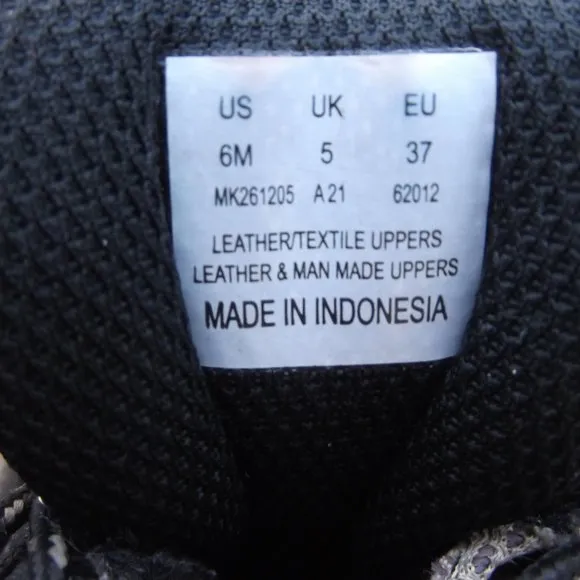 US UK EU
6M 5 37
MK261205 A21 62012
LEATHER/TEXTILE UPPERS
LEATHER & MAN MADE UPPERS
MADE IN INDONESIA